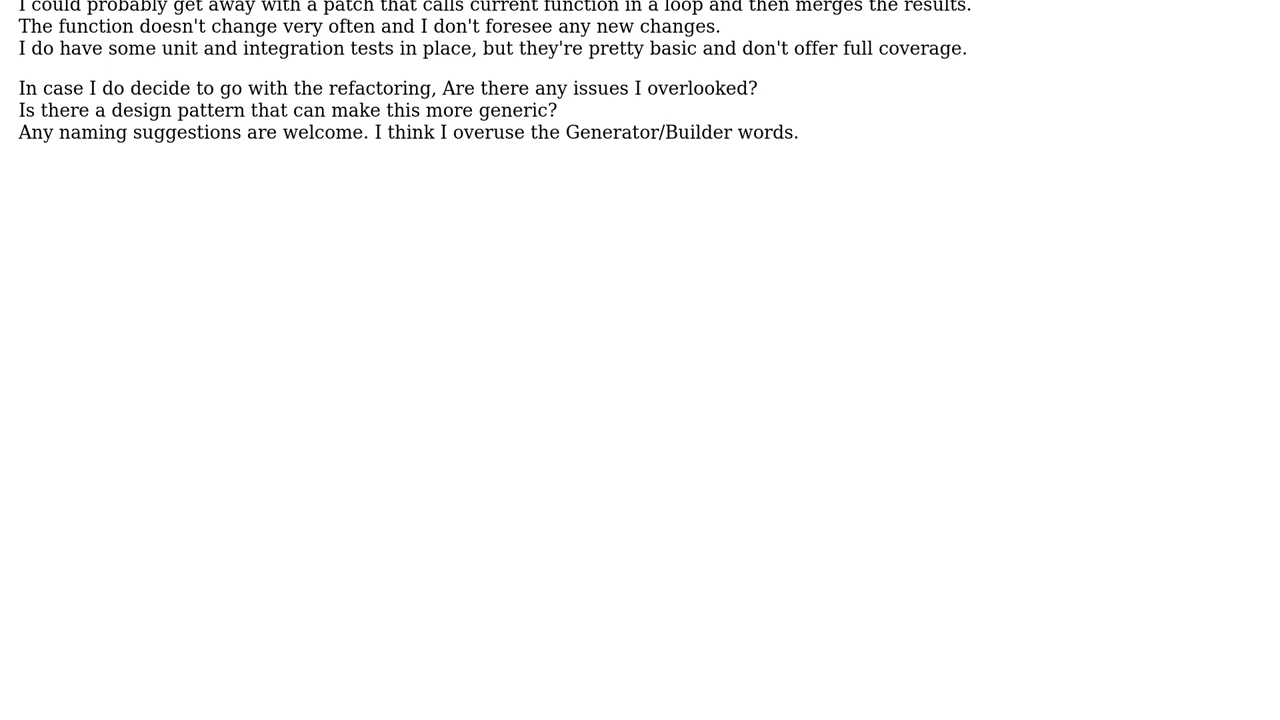 I could probably get away with a patch that calls current function in a loop and then merges the results.
The function doesn't change very often and I don't foresee any new changes.
I do have some unit and integration tests in place, but they're pretty basic and don't offer full coverage.
In case I do decide to go with the refactoring, Are there any issues I overlooked?
Is there a design pattern that can make this more generic?
Any naming suggestions are welcome. I think I overuse the Generator/Builder words.